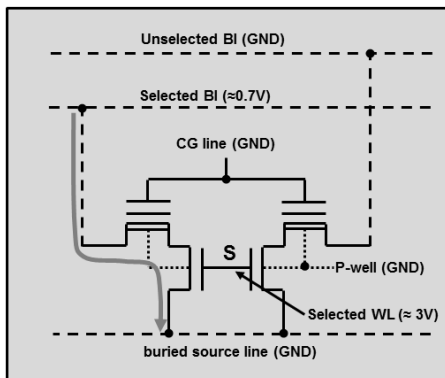 Unselected Bl (GND)
Selected Bl (≈0.7V)
CG line (GND)
S
P-well (GND)
Selected WL (≈ 3V)
buried source line (GND)